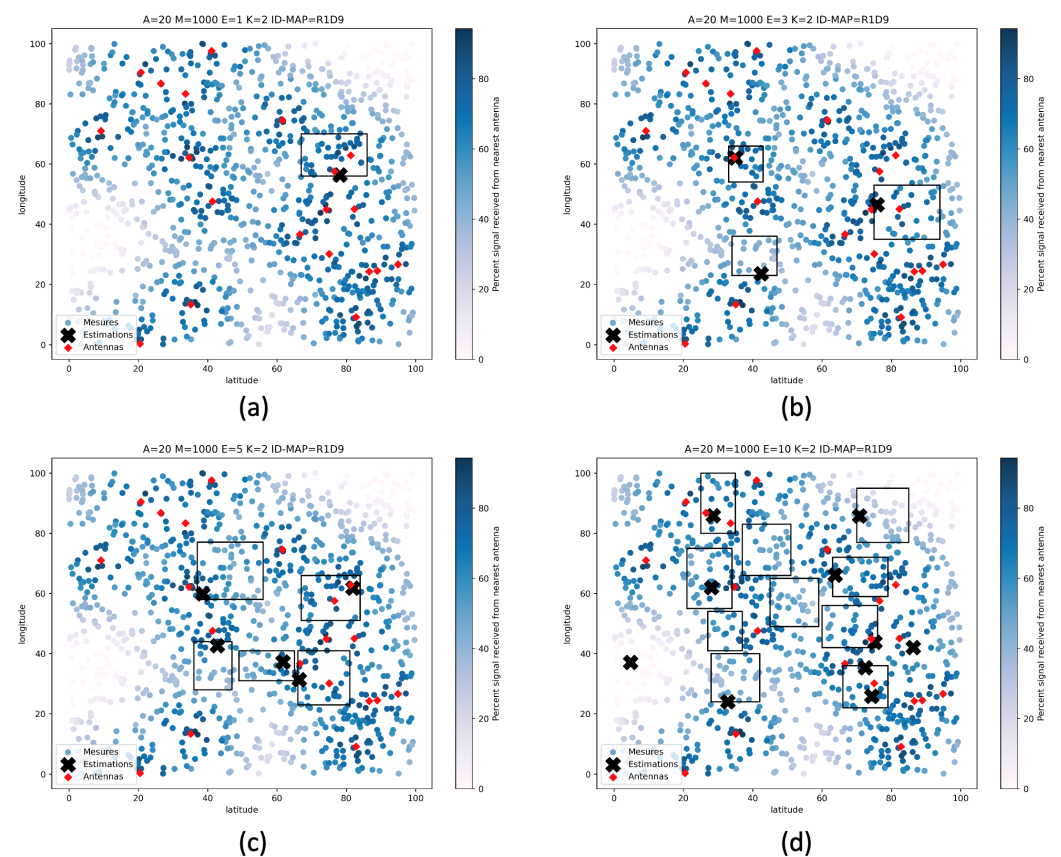 A=20 M=1000 E=1 K=2 ID-MAP=R1D9
100
80
60
40
20
0
longitude
0 20 40 60 80 100
latitude
Mesures
Estimations
Antennas
80
60
40
20
0
Percent signal received from nearest antenna
(a)
A=20 M=1000 E=3 K=2 ID-MAP=R1D9
100
80
60
40
20
0
longitude
0 20 40 60 80 100
latitude
Mesures
Estimations
Antennas
80
60
40
20
0
Percent signal received from nearest antenna
(b)
A=20 M=1000 E=5 K=2 ID-MAP=R1D9
100
80
60
40
20
0
longitude
0 20 40 60 80 100
latitude
Mesures
Estimations
Antennas
80
60
40
20
0
Percent signal received from nearest antenna
(c)
A=20 M=1000 E=10 K=2 ID-MAP=R1D9
100
80
60
40
20
0
longitude
0 20 40 60 80 100
latitude
Mesures
Estimations
Antennas
80
60
40
20
0
Percent signal received from nearest antenna
(d)